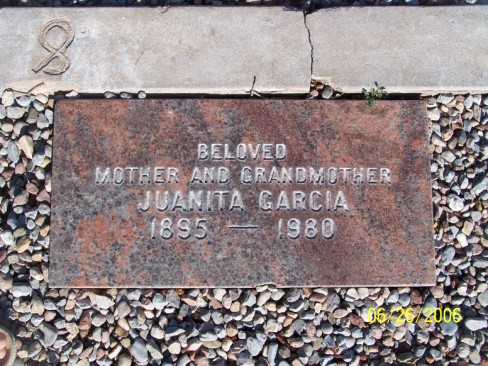 8
BELOVED
MOTHER AND GRANDMOTHER
JUANITA GARCIA
1895 — 1980
06/26/2006